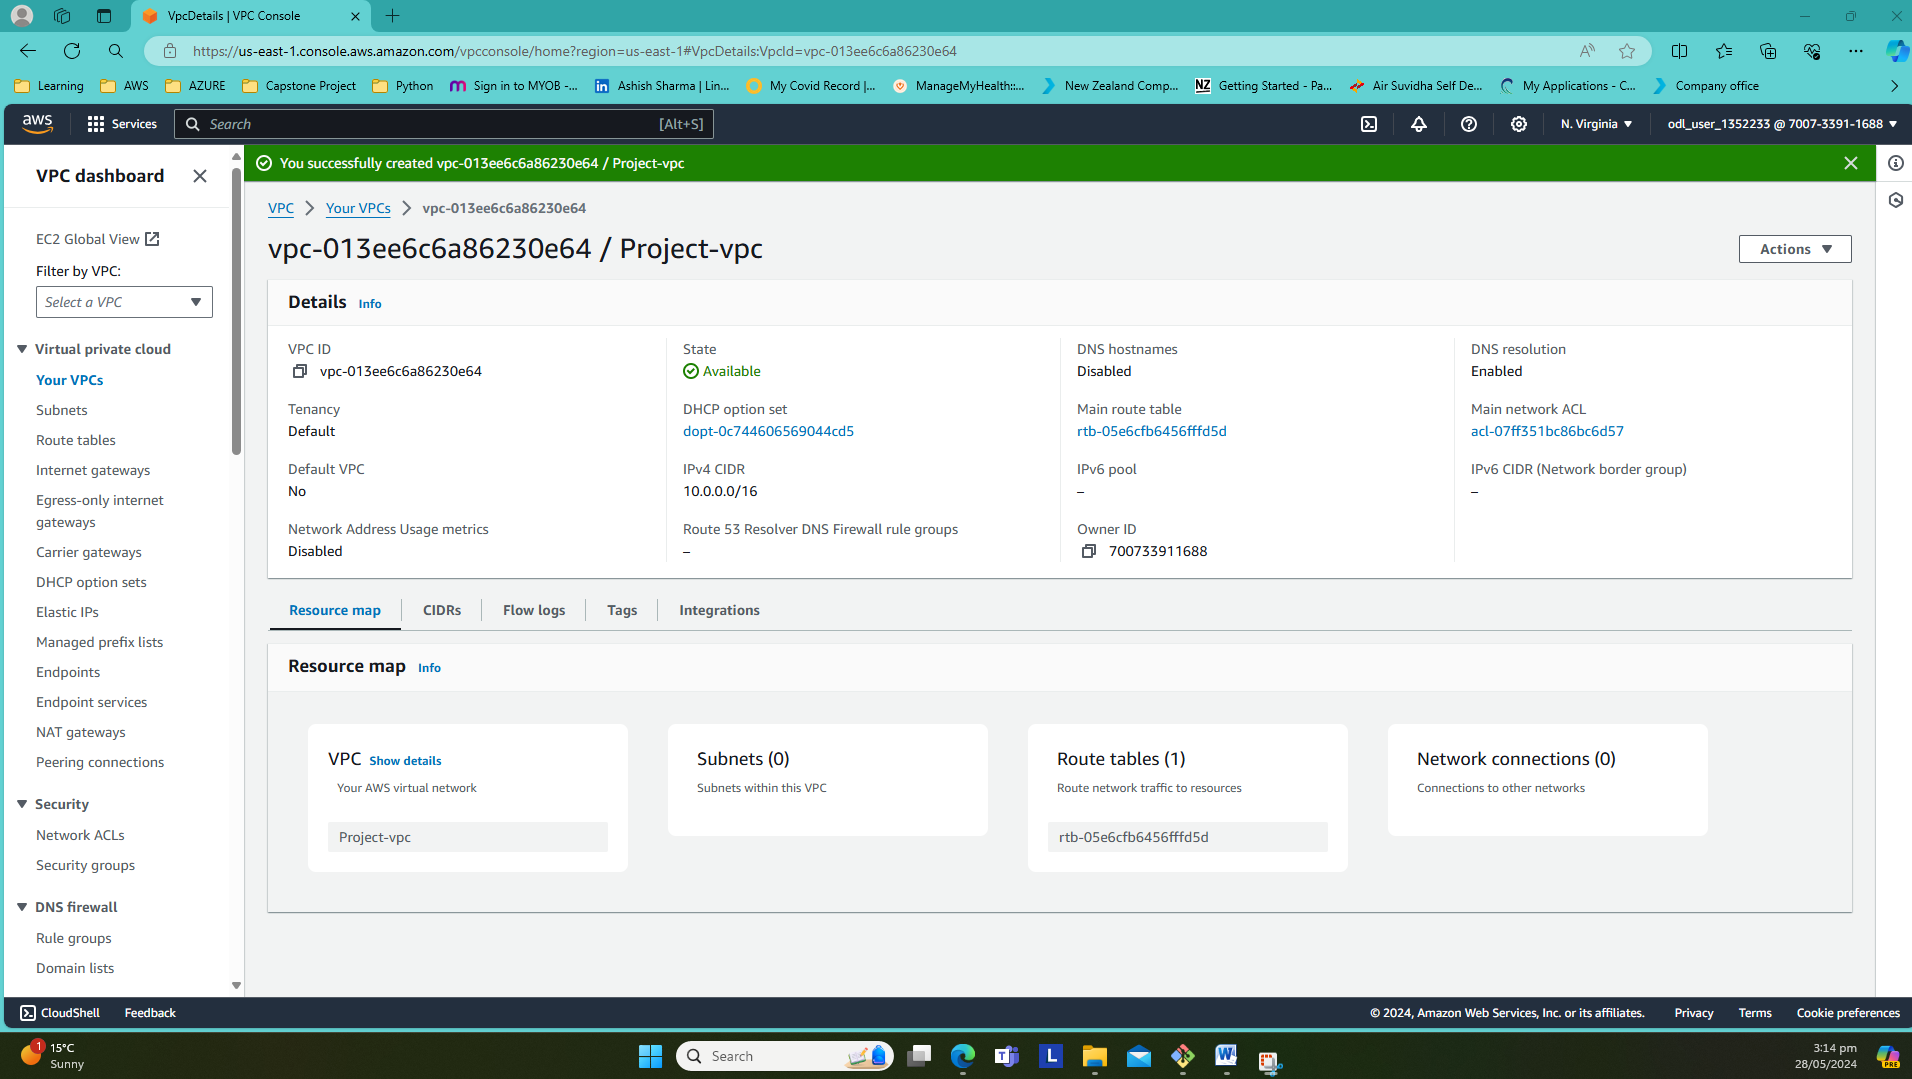 VpcDetails | VPC Console
https://us-east-1.console.aws.amazon.com/vpcconsole/home?region=us-east-1#VpcDetails:VpcId=vpc-013ee6c6a86230e64
Learning AWS AZURE Capstone Project Python Sign in to MYOB -... Ashish Sharma | Lin... My Covid Record |... ManageMyHealth::... New Zealand Comp... NZ Getting Started - Pa... Air Suvidha Self De... My Applications - C... Company office
aws Services Search [Alt+S] N. Virginia odl_user_1352233 @ 7007-3391-1688
VPC dashboard
EC2 Global View
Filter by VPC:
Select a VPC
Virtual private cloud
Your VPCs
Subnets
Route tables
Internet gateways
Egress-only internet
gateways
Carrier gateways
DHCP option sets
Elastic IPs
Managed prefix lists
Endpoints
Endpoint services
NAT gateways
Peering connections
Security
Network ACLs
Security groups
DNS firewall
Rule groups
Domain lists
You successfully created vpc-013ee6c6a86230e64 / Project-vpc
VPC Your VPCs vpc-013ee6c6a86230e64
vpc-013ee6c6a86230e64 / Project-vpc
Actions
Details Info
VPC ID
vpc-013ee6c6a86230e64
State
Available
DNS hostnames
Disabled
DNS resolution
Enabled
Tenancy
Default
DHCP option set
dopt-0c744606569044cd5
Main route table
rtb-05e6cfb6456fffd5d
Main network ACL
acl-07ff351bc86bc6d57
Default VPC
No
IPv4 CIDR
10.0.0.0/16
IPv6 pool
–
IPv6 CIDR (Network border group)
–
Network Address Usage metrics
Disabled
Route 53 Resolver DNS Firewall rule groups
–
Owner ID
700733911688
Resource map CIDRs Flow logs Tags Integrations
Resource map Info
VPC Show details
Your AWS virtual network
Project-vpc
Subnets (0)
Subnets within this VPC
Route tables (1)
Route network traffic to resources
rtb-05e6cfb6456fffd5d
Network connections (0)
Connections to other networks
CloudShell Feedback © 2024, Amazon Web Services, Inc. or its affiliates. Privacy Terms Cookie preferences
1
15°C
Sunny
Search
L
W
T
3:14 pm
28/05/2024
PRE